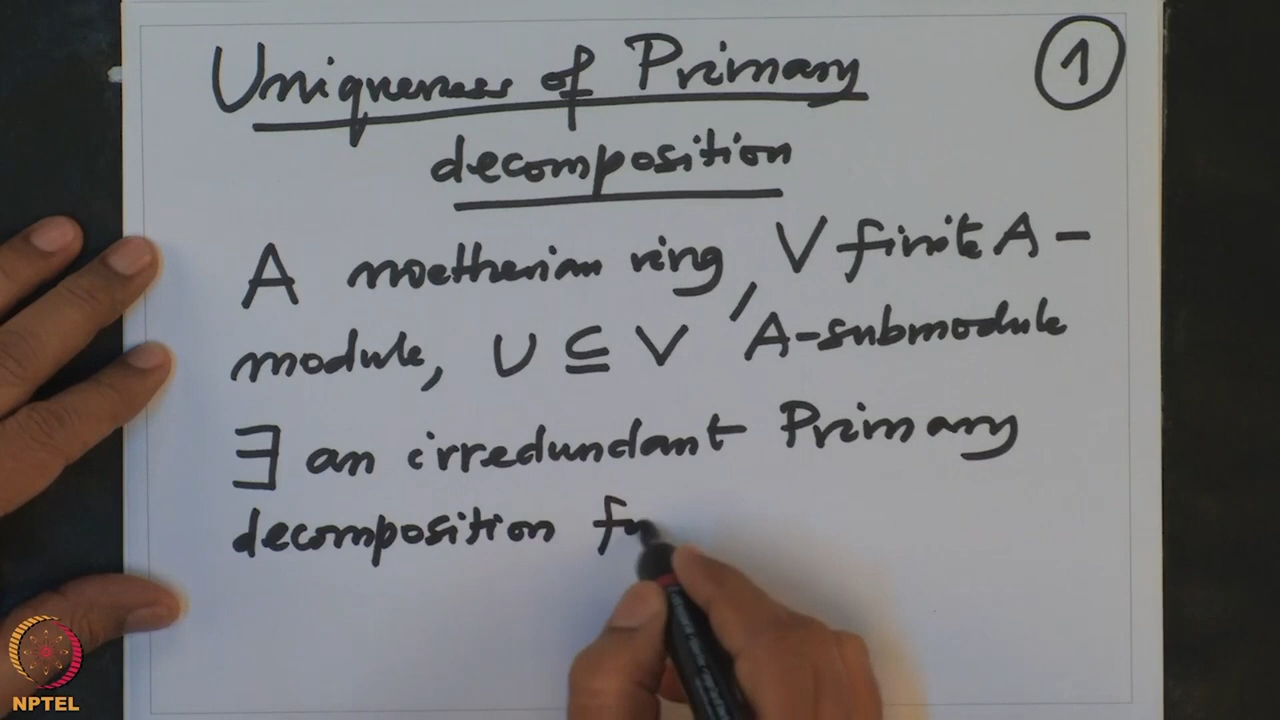 Uniqueness of Primary
1
decomposition
A noetherian ring, V finite A-
module, U ⊆ V A-submodule
∃ an irredundant Primary
decomposition
NPTEL